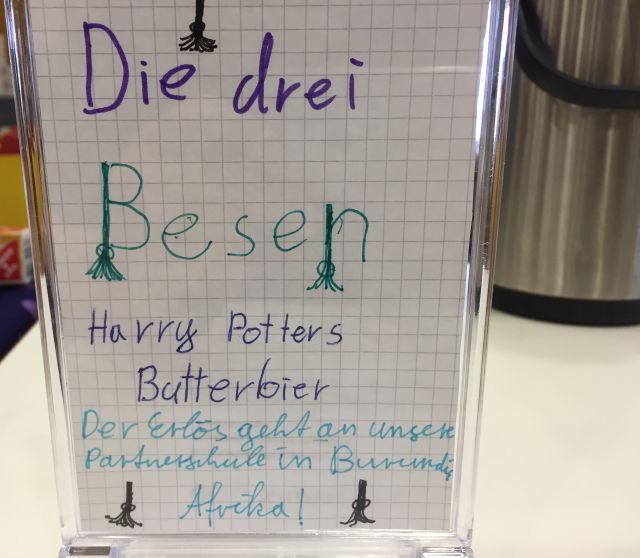 Die drei
Besen
Harry Potters
Butterbier
Der Erlös geht an unsere
Partnerschule in Burundi,
Afrika!